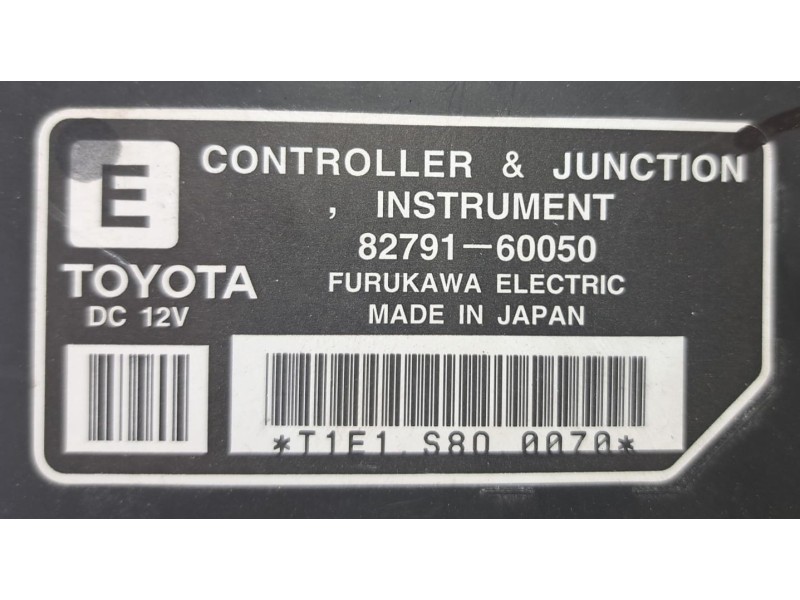 E
CONTROLLER & JUNCTION
, INSTRUMENT
82791-60050
TOYOTA
FURUKAWA ELECTRIC
DC 12V
MADE IN JAPAN
*T1E1 S80 0070*